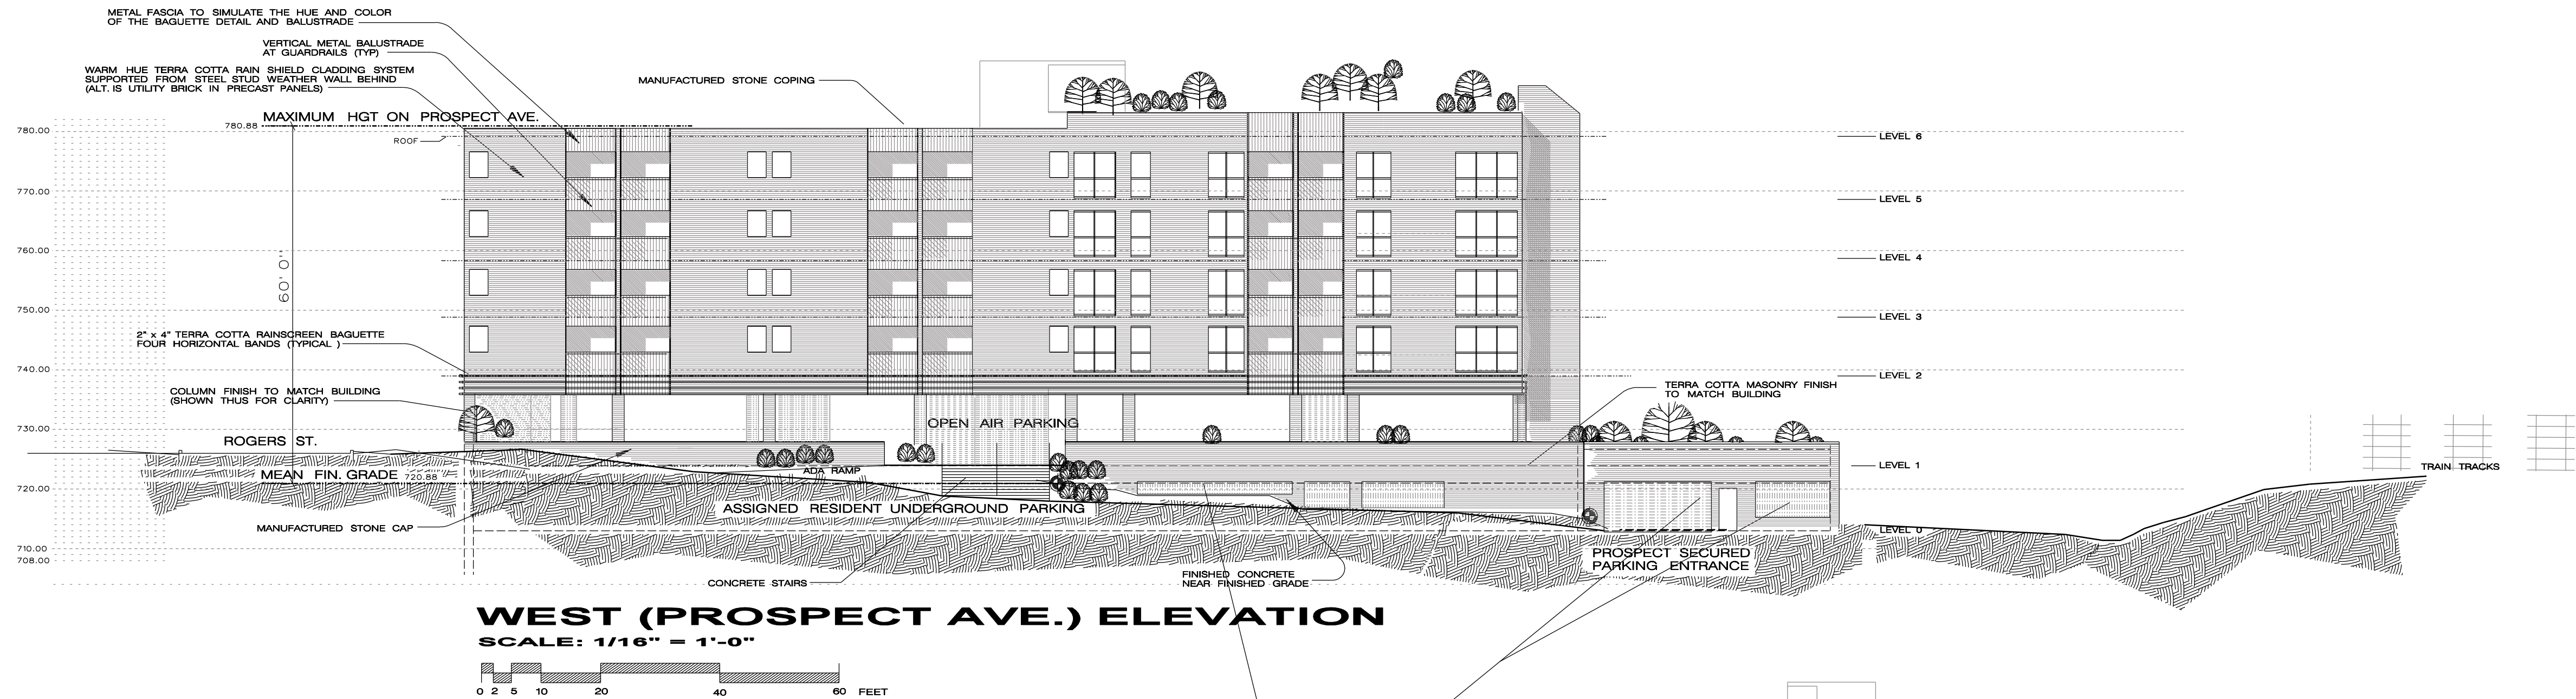 METAL FASCIA TO SIMULATE THE HUE AND COLOR
OF THE BAGUETTE DETAIL AND BALUSTRADE
VERTICAL METAL BALUSTRADE
AT GUARDRAILS (TYP)
WARM HUE TERRA COTTA RAIN SHIELD CLADDING SYSTEM
SUPPORTED FROM STEEL STUD WEATHER WALL BEHIND
(ALT. IS UTILITY BRICK IN PRECAST PANELS)
MANUFACTURED STONE COPING
MAXIMUM HGT ON PROSPECT AVE.
780.88
780.00
ROOF
LEVEL 6
770.00
LEVEL 5
760.00
LEVEL 4
60'.0"
750.00
LEVEL 3
2" x 4" TERRA COTTA RAINSCREEN BAGUETTE
FOUR HORIZONTAL BANDS (TYPICAL )
740.00
LEVEL 2
COLUMN FINISH TO MATCH BUILDING
(SHOWN THUS FOR CLARITY)
TERRA COTTA MASONRY FINISH
TO MATCH BUILDING
730.00
OPEN AIR PARKING
ROGERS ST.
LEVEL 1
TRAIN TRACKS
MEAN FIN. GRADE 720.88
ADA RAMP
720.00
ASSIGNED RESIDENT UNDERGROUND PARKING
MANUFACTURED STONE CAP
LEVEL 0
710.00
708.00
PROSPECT SECURED
PARKING ENTRANCE
CONCRETE STAIRS
FINISHED CONCRETE
NEAR FINISHED GRADE
WEST (PROSPECT AVE.) ELEVATION
SCALE: 1/16" = 1'-0"
0 2 5 10 20 40 60 FEET